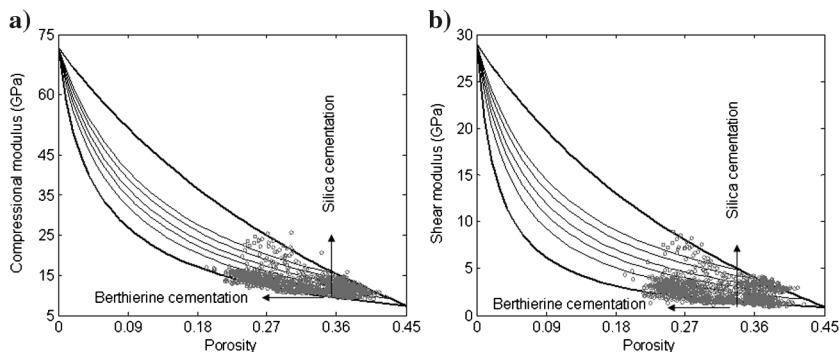 a)
75
60
45
35
25
15
5
Compressional modulus (GPa)
Silica cementation
Berthierine cementation
0 0.09 0.18 0.27 0.36 0.45
Porosity
b)
30
25
20
15
10
5
0
Shear modulus (GPa)
Silica cementation
Berthierine cementation
0 0.09 0.18 0.27 0.36 0.45
Porosity